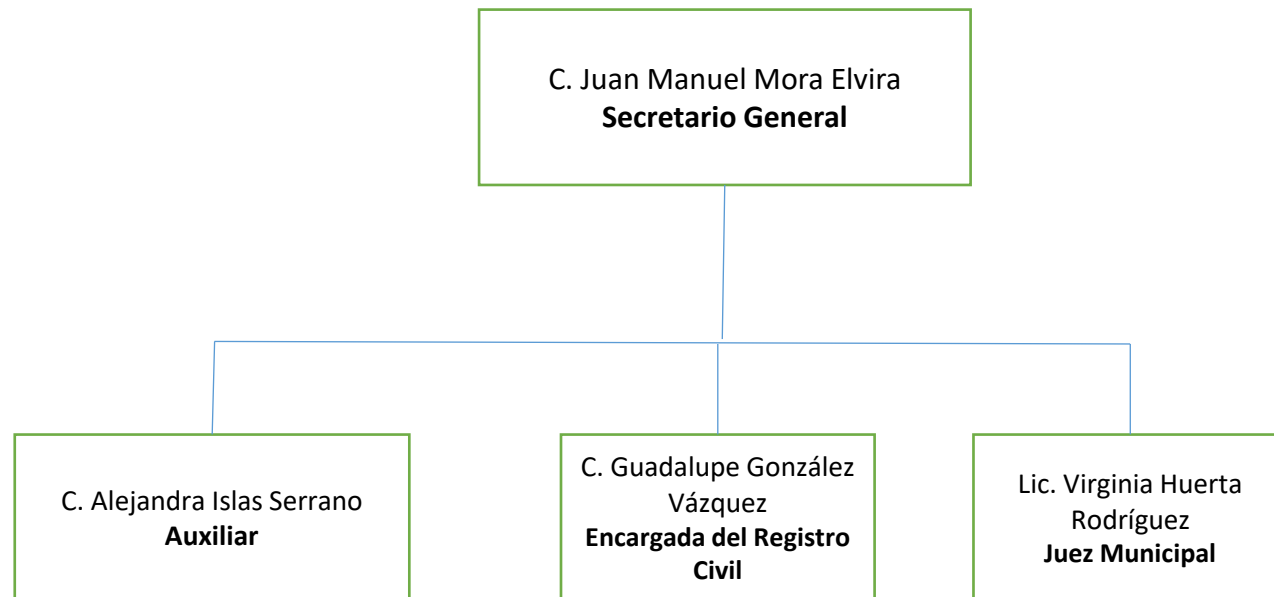 C. Juan Manuel Mora Elvira
Secretario General
C. Alejandra Islas Serrano
Auxiliar
C. Guadalupe González
Vázquez
Encargada del Registro
Civil
Lic. Virginia Huerta
Rodríguez
Juez Municipal